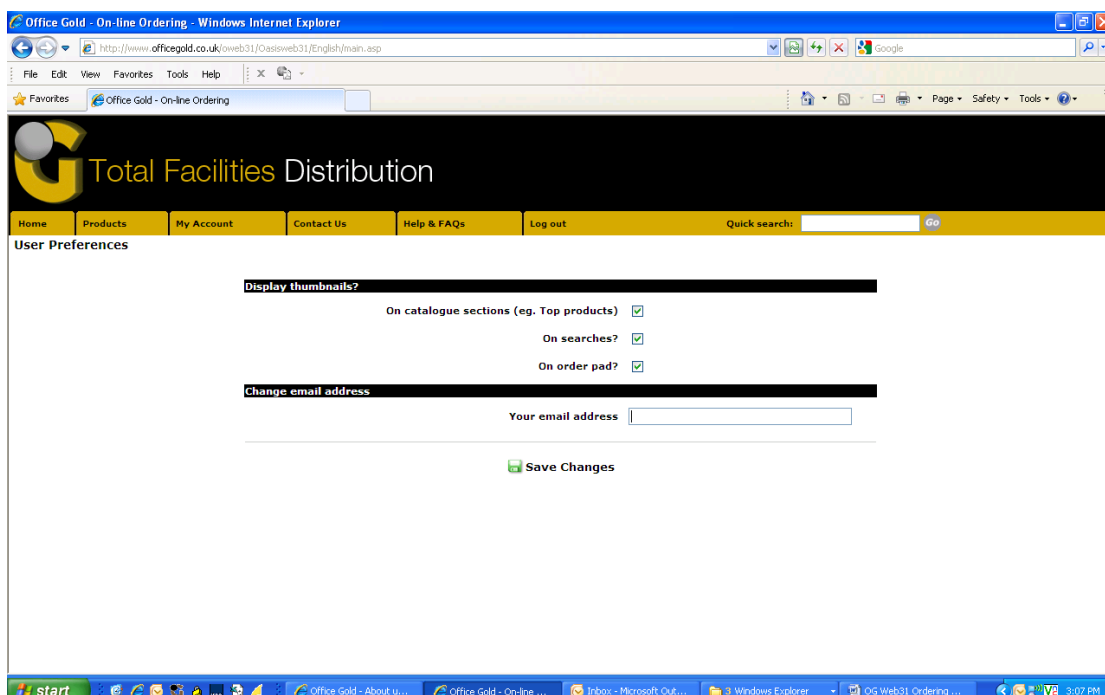 Office Gold - On-line Ordering - Windows Internet Explorer
http://www.officegold.co.uk/oweb31/Oasisweb31/English/main.asp
Google
File Edit View Favorites Tools Help
Favorites Office Gold - On-line Ordering Page Safety Tools
Total Facilities Distribution
Home Products My Account Contact Us Help & FAQs Log out Quick search: Go
User Preferences
Display thumbnails?
On catalogue sections (eg. Top products)
On searches?
On order pad?
Change email address
Your email address
Save Changes
start Office Gold - About u... Office Gold - On-line ... Inbox - Microsoft Out... 3 Windows Explorer OG Web31 Ordering ... 3:07 PM